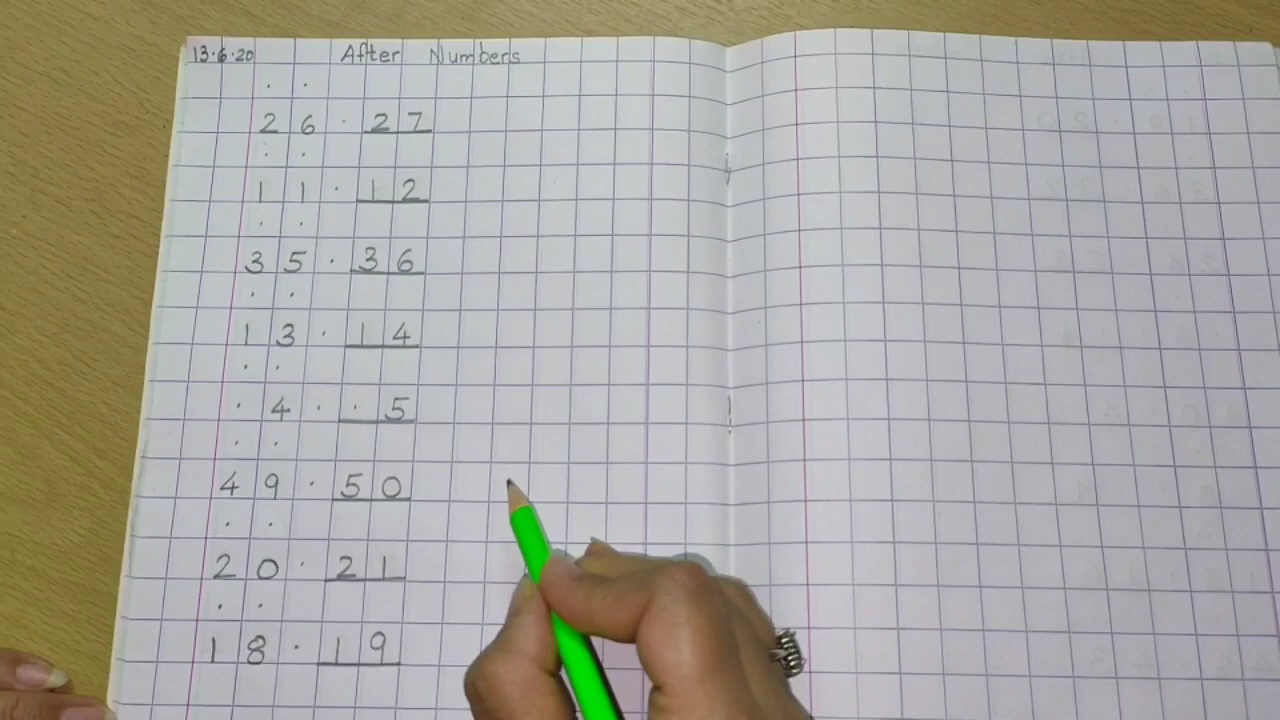 13.6.20 After Numbers
26 . 27
11 . 12
35 . 36
13 . 14
. 4 . . 5
49 . 50
20 . 21
18 . 19